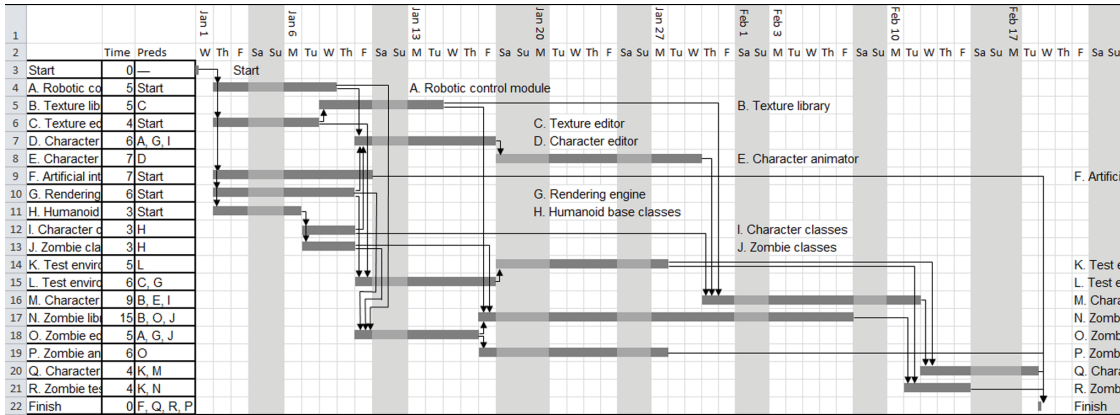 Jan 1 Jan 6 Jan 13 Jan 20 Jan 27 Feb 1 Feb 3 Feb 10 Feb 17
1
2 Time Preds W Th F Sa Su M Tu W Th F Sa Su M Tu W Th F Sa Su M Tu W Th F Sa Su M Tu W Th F Sa Su M Tu W Th F Sa Su M Tu W Th F Sa Su M Tu W Th F Sa Su
3 Start 0 — Start
4 A. Robotic co 5 Start A. Robotic control module
5 B. Texture lib 5 C B. Texture library
6 C. Texture ed 4 Start C. Texture editor
7 D. Character 6 A, G, I D. Character editor
8 E. Character 7 D E. Character animator
9 F. Artificial int 7 Start F. Artifici
10 G. Rendering 6 Start G. Rendering engine
11 H. Humanoid 3 Start H. Humanoid base classes
12 I. Character c 3 H I. Character classes
13 J. Zombie cla 3 H J. Zombie classes
14 K. Test enviro 5 L K. Test e
15 L. Test enviro 6 C, G L. Test e
16 M. Character 9 B, E, I M. Chara
17 N. Zombie libr 15 B, O, J N. Zomb
18 O. Zombie ed 5 A, G, J O. Zomb
19 P. Zombie an 6 O P. Zomb
20 Q. Character 4 K, M Q. Chara
21 R. Zombie tes 4 K, N R. Zomb
22 Finish 0 F, Q, R, P Finish